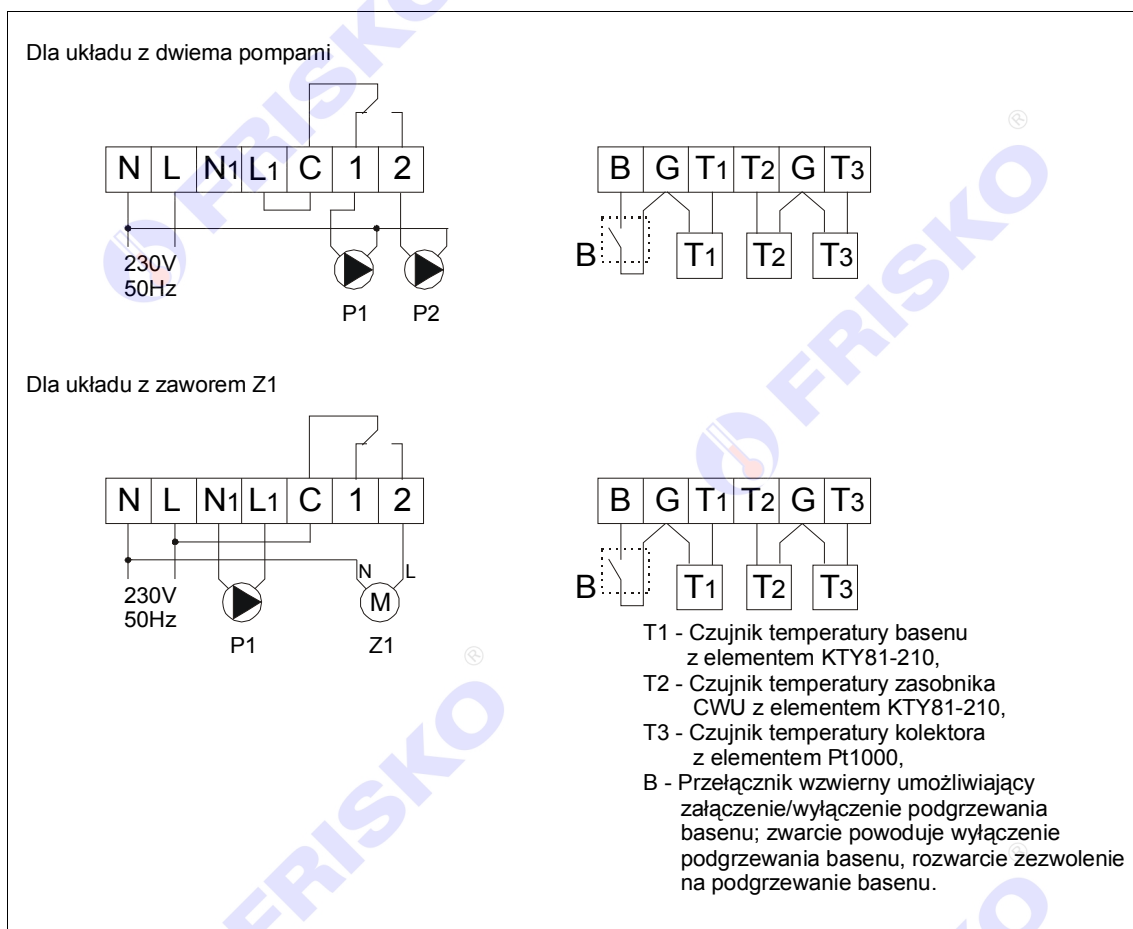 Dla układu z dwiema pompami
N L N1 L1 C 1 2
230V
50Hz
P1 P2
B G T1 T2 G T3
B T1 T2 T3
Dla układu z zaworem Z1
N L N1 L1 C 1 2
N L
230V
50Hz
M
P1 Z1
B G T1 T2 G T3
B T1 T2 T3
T1 - Czujnik temperatury basenu
z elementem KTY81-210,
T2 - Czujnik temperatury zasobnika
CWU z elementem KTY81-210,
T3 - Czujnik temperatury kolektora
z elementem Pt1000,
B - Przełącznik wzwierny umożliwiający
załączenie/wyłączenie podgrzewania
basenu; zwarcie powoduje wyłączenie
podgrzewania basenu, rozwarcie zezwolenie
na podgrzewanie basenu.
FRISKO
FRISKO ®
FRISKO ®
®